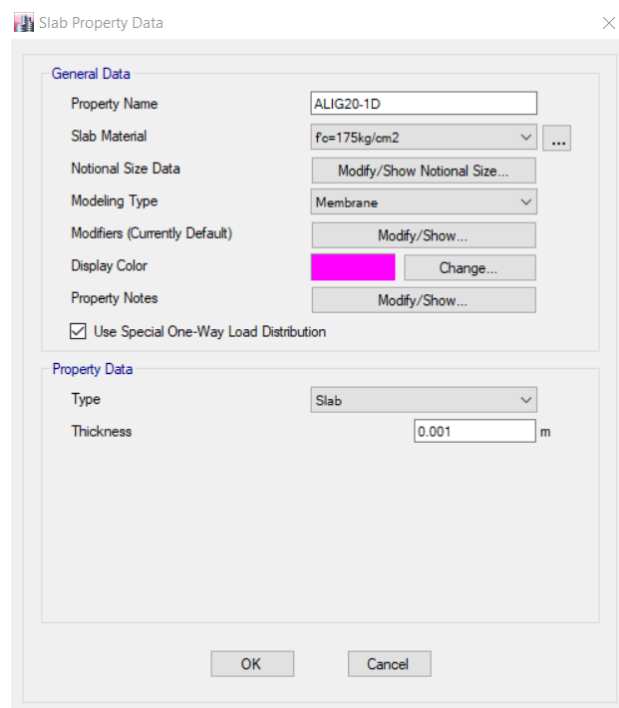 Slab Property Data
General Data
Property Name ALIG20-1D
Slab Material f'c=175kg/cm2 ...
Notional Size Data Modify/Show Notional Size...
Modeling Type Membrane
Modifiers (Currently Default) Modify/Show...
Display Color Change...
Property Notes Modify/Show...
Use Special One-Way Load Distribution
Property Data
Type Slab
Thickness 0.001 m
OK Cancel